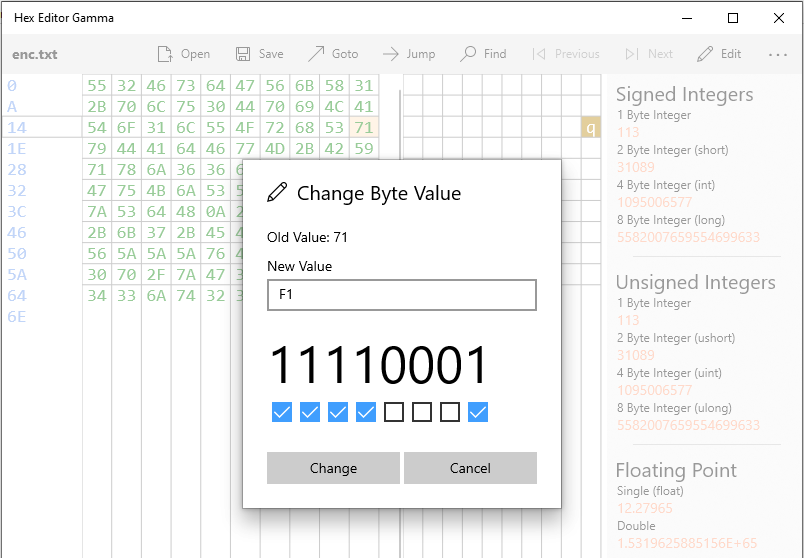 Hex Editor Gamma
enc.txt Open Save Goto Jump Find Previous Next Edit ...
0 55 32 46 73 64 47 56 6B 58 31
A 2B 70 6C 75 30 44 70 69 4C 41
14 54 6F 31 6C 55 4F 72 68 53 71 q
1E 79 44 41 64 46 77 4D 2B 42 59
28 71 78 6A 36 36
32 47 75 4B 6A 53
3C 7A 53 64 48 0A
46 2B 6B 37 2B 45
50 56 5A 5A 5A 76
5A 30 70 2F 7A 47
64 34 33 6A 74 32
6E
Change Byte Value
Old Value: 71
New Value
F1
11110001
Change Cancel
Signed Integers
1 Byte Integer
113
2 Byte Integer (short)
31089
4 Byte Integer (int)
1095006577
8 Byte Integer (long)
5582007659554699633
Unsigned Integers
1 Byte Integer
113
2 Byte Integer (ushort)
31089
4 Byte Integer (uint)
1095006577
8 Byte Integer (ulong)
5582007659554699633
Floating Point
Single (float)
12.27965
Double
1.5319625885156E+65